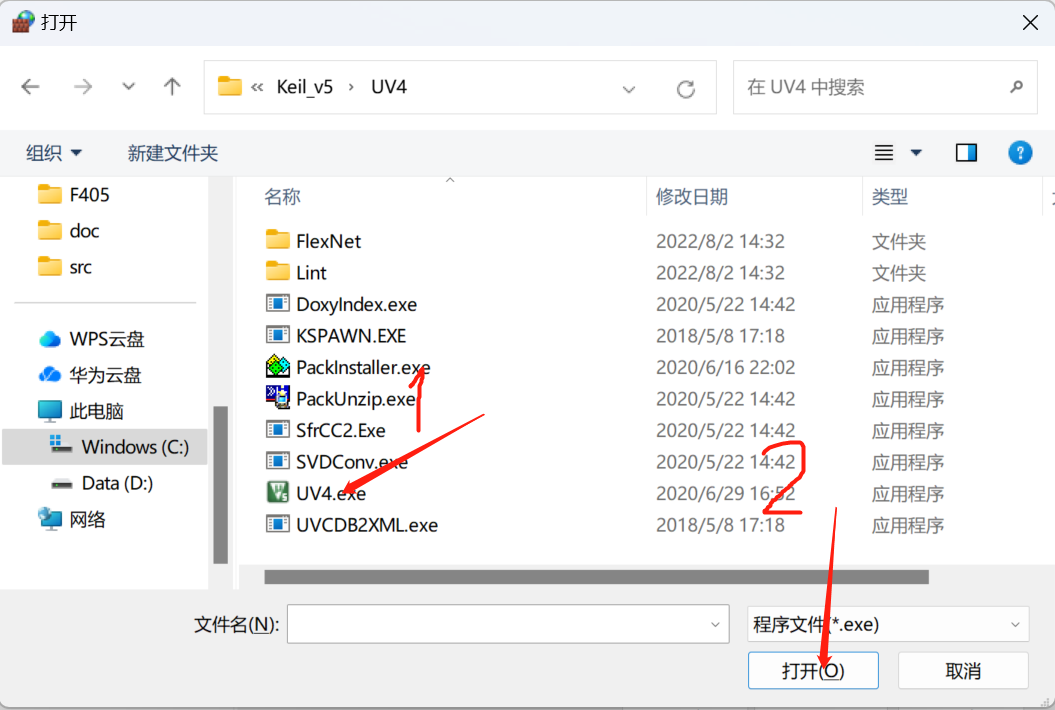 打开
« Keil_v5 › UV4
在 UV4 中搜索
组织
新建文件夹
?
F405
doc
src
WPS云盘
华为云盘
此电脑
Windows (C:)
Data (D:)
网络
名称 修改日期 类型
FlexNet 2022/8/2 14:32 文件夹
Lint 2022/8/2 14:32 文件夹
DoxyIndex.exe 2020/5/22 14:42 应用程序
KSPAWN.EXE 2018/5/8 17:18 应用程序
PackInstaller.exe 2020/6/16 22:02 应用程序
PackUnzip.exe 2020/5/22 14:42 应用程序
SfrCC2.Exe 2020/5/22 14:42 应用程序
SVDConv.exe 2020/5/22 14:42 应用程序
UV4.exe 2020/6/29 16:52 应用程序
UVCDB2XML.exe 2018/5/8 17:18 应用程序
1
2
文件名(N):
程序文件(*.exe)
打开(O)
取消